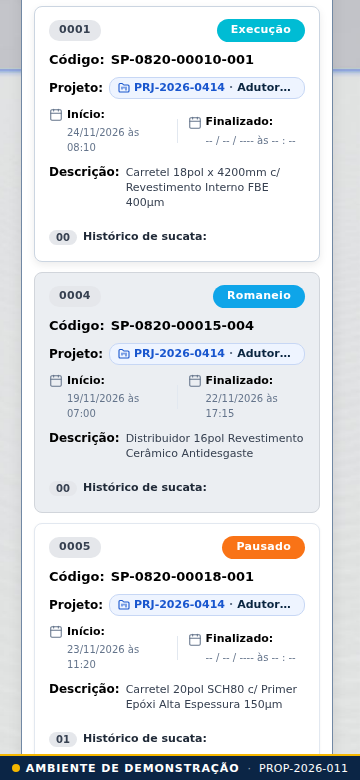 0001 Execução
Código: SP-0820-00010-001
Projeto: PRJ-2026-0414 · Adutor...
Início: Finalizado:
24/11/2026 às -- / -- / ---- às -- : --
08:10
Descrição: Carretel 18pol x 4200mm c/
Revestimento Interno FBE
400µm
00 Histórico de sucata:
0004 Romaneio
Código: SP-0820-00015-004
Projeto: PRJ-2026-0414 · Adutor...
Início: Finalizado:
19/11/2026 às 22/11/2026 às
07:00 17:15
Descrição: Distribuidor 16pol Revestimento
Cerâmico Antidesgaste
00 Histórico de sucata:
0005 Pausado
Código: SP-0820-00018-001
Projeto: PRJ-2026-0414 · Adutor...
Início: Finalizado:
23/11/2026 às -- / -- / ---- às -- : --
11:20
Descrição: Carretel 20pol SCH80 c/ Primer
Epóxi Alta Espessura 150µm
01 Histórico de sucata:
AMBIENTE DE DEMONSTRAÇÃO · PROP-2026-011